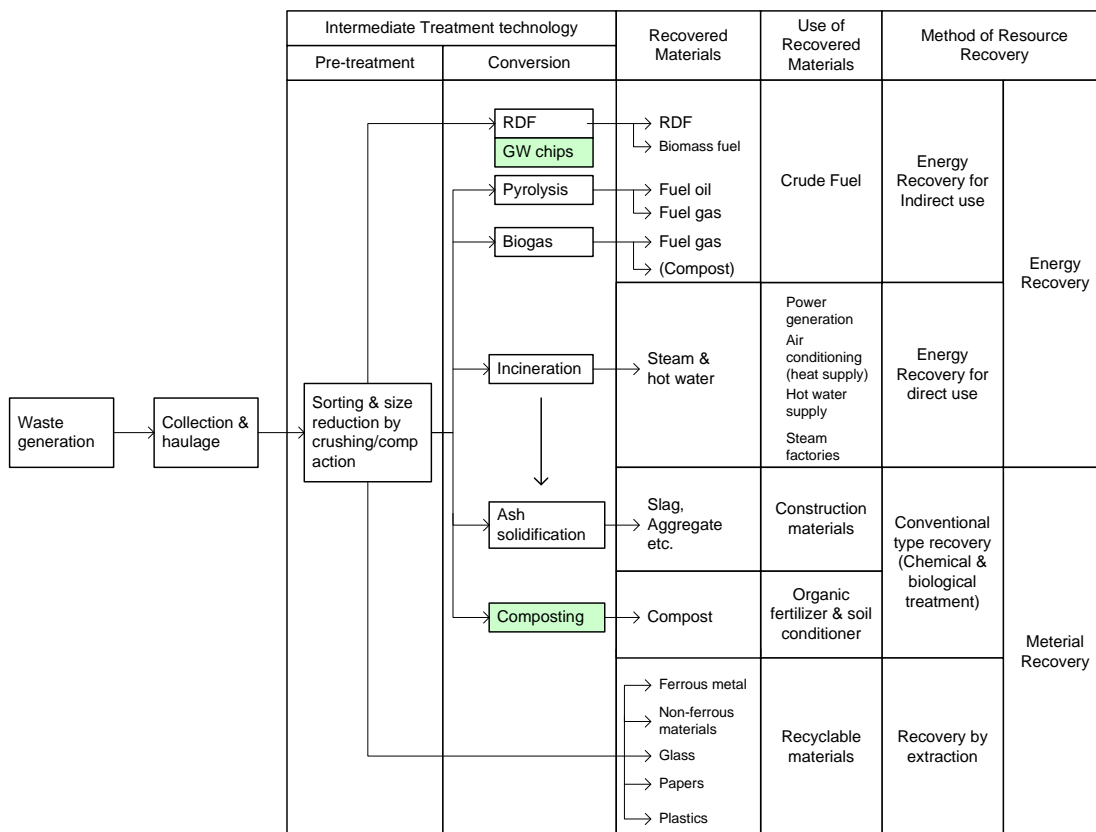 Intermediate Treatment technology
Recovered
Materials
Use of
Recovered
Materials
Method of Resource
Recovery
Pre-treatment
Conversion
RDF
GW chips
RDF
Biomass fuel
Pyrolysis
Fuel oil
Fuel gas
Biogas
Fuel gas
(Compost)
Crude Fuel
Energy
Recovery for
Indirect use
Energy
Recovery
Incineration
Steam &
hot water
Power
generation
Air
conditioning
(heat supply)
Hot water
supply
Steam
factories
Energy
Recovery for
direct use
Waste
generation
Collection &
haulage
Sorting & size
reduction by
crushing/comp
action
Ash
solidification
Slag,
Aggregate
etc.
Construction
materials
Conventional
type recovery
(Chemical &
biological
treatment)
Composting
Compost
Organic
fertilizer & soil
conditioner
Meterial
Recovery
Ferrous metal
Non-ferrous
materials
Glass
Papers
Plastics
Recyclable
materials
Recovery by
extraction